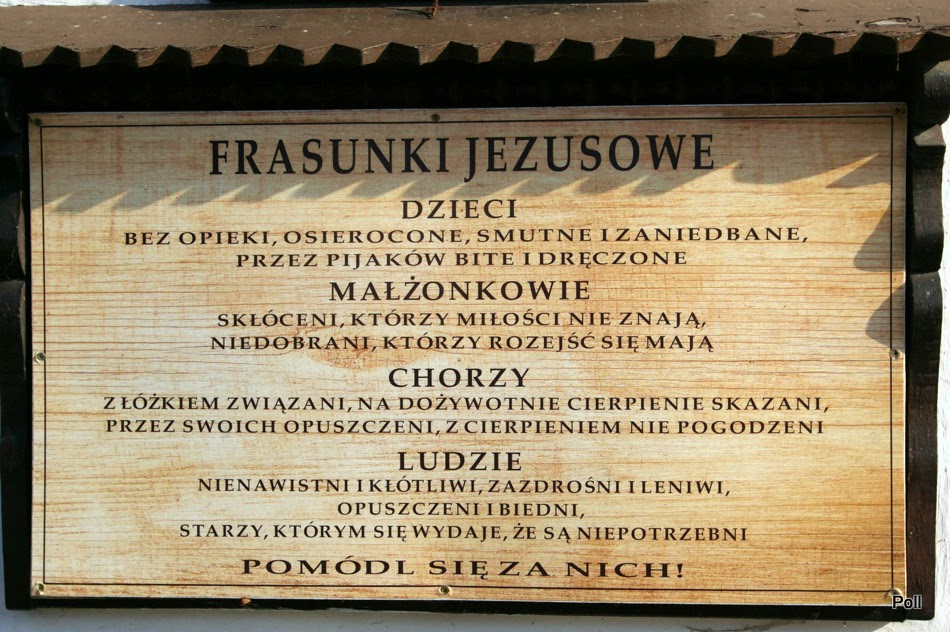 FRASUNKI JEZUSOWE
DZIECI
BEZ OPIEKI, OSIEROCONE, SMUTNE I ZANIEDBANE,
PRZEZ PIJAKÓW BITE I DRĘCZONE
MAŁŻONKOWIE
SKŁÓCENI, KTÓRZY MIŁOŚCI NIE ZNAJĄ,
NIEDOBRANI, KTÓRZY ROZEJŚĆ SIĘ MAJĄ
CHORZY
Z ŁÓŻKIEM ZWIĄZANI, NA DOŻYWOTNIE CIERPIENIE SKAZANI,
PRZEZ SWOICH OPUSZCZENI, Z CIERPIENIEM NIE POGODZENI
LUDZIE
NIENAWISTNI I KŁÓTLIWI, ZAZDROŚNI I LENIWI,
OPUSZCZENI I BIEDNI,
STARZY, KTÓRYM SIĘ WYDAJE, ŻE SĄ NIEPOTRZEBNI
POMÓDL SIĘ ZA NICH!
Poll